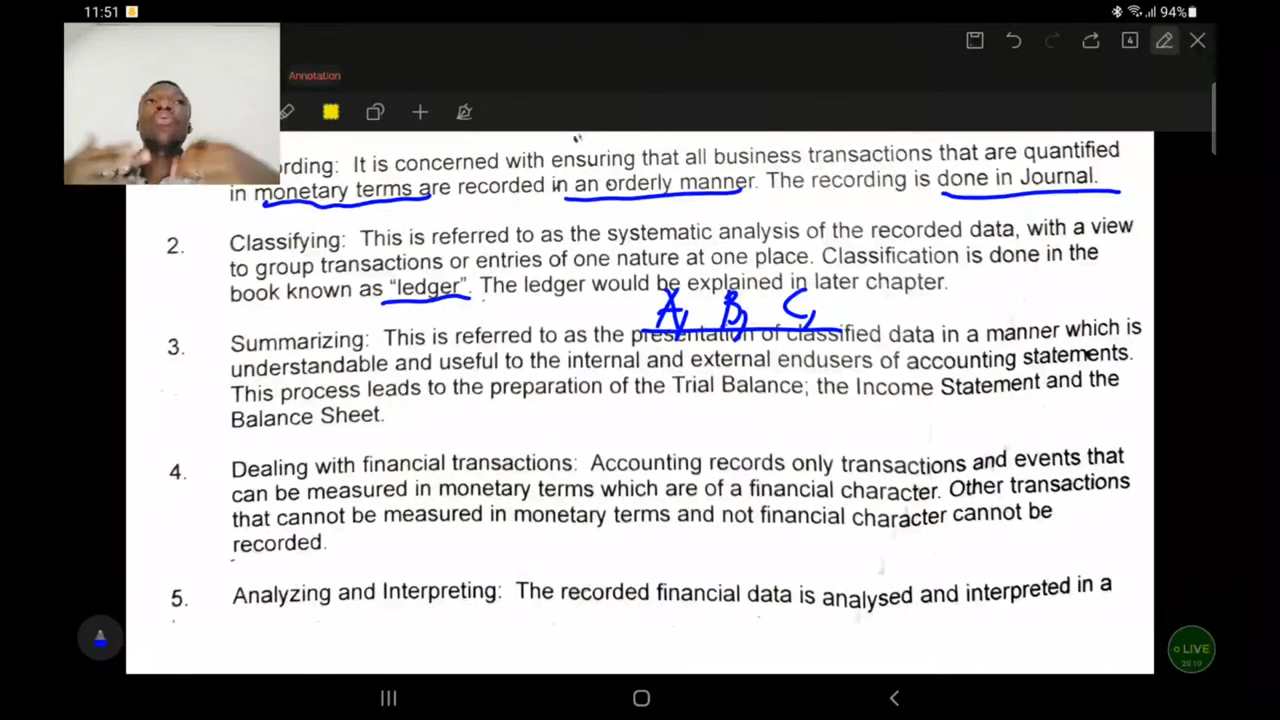 11:51
94%
Annotation
4
ording: It is concerned with ensuring that all business transactions that are quantified
in monetary terms are recorded in an orderly manner. The recording is done in Journal.
2. Classifying: This is referred to as the systematic analysis of the recorded data, with a view
to group transactions or entries of one nature at one place. Classification is done in the
book known as “ledger”. The ledger would be explained in later chapter.
A, B, C,
3. Summarizing: This is referred to as the presentation of classified data in a manner which is
understandable and useful to the internal and external endusers of accounting statements.
This process leads to the preparation of the Trial Balance; the Income Statement and the
Balance Sheet.
4. Dealing with financial transactions: Accounting records only transactions and events that
can be measured in monetary terms which are of a financial character. Other transactions
that cannot be measured in monetary terms and not financial character cannot be
recorded.
5. Analyzing and Interpreting: The recorded financial data is analysed and interpreted in a
LIVE